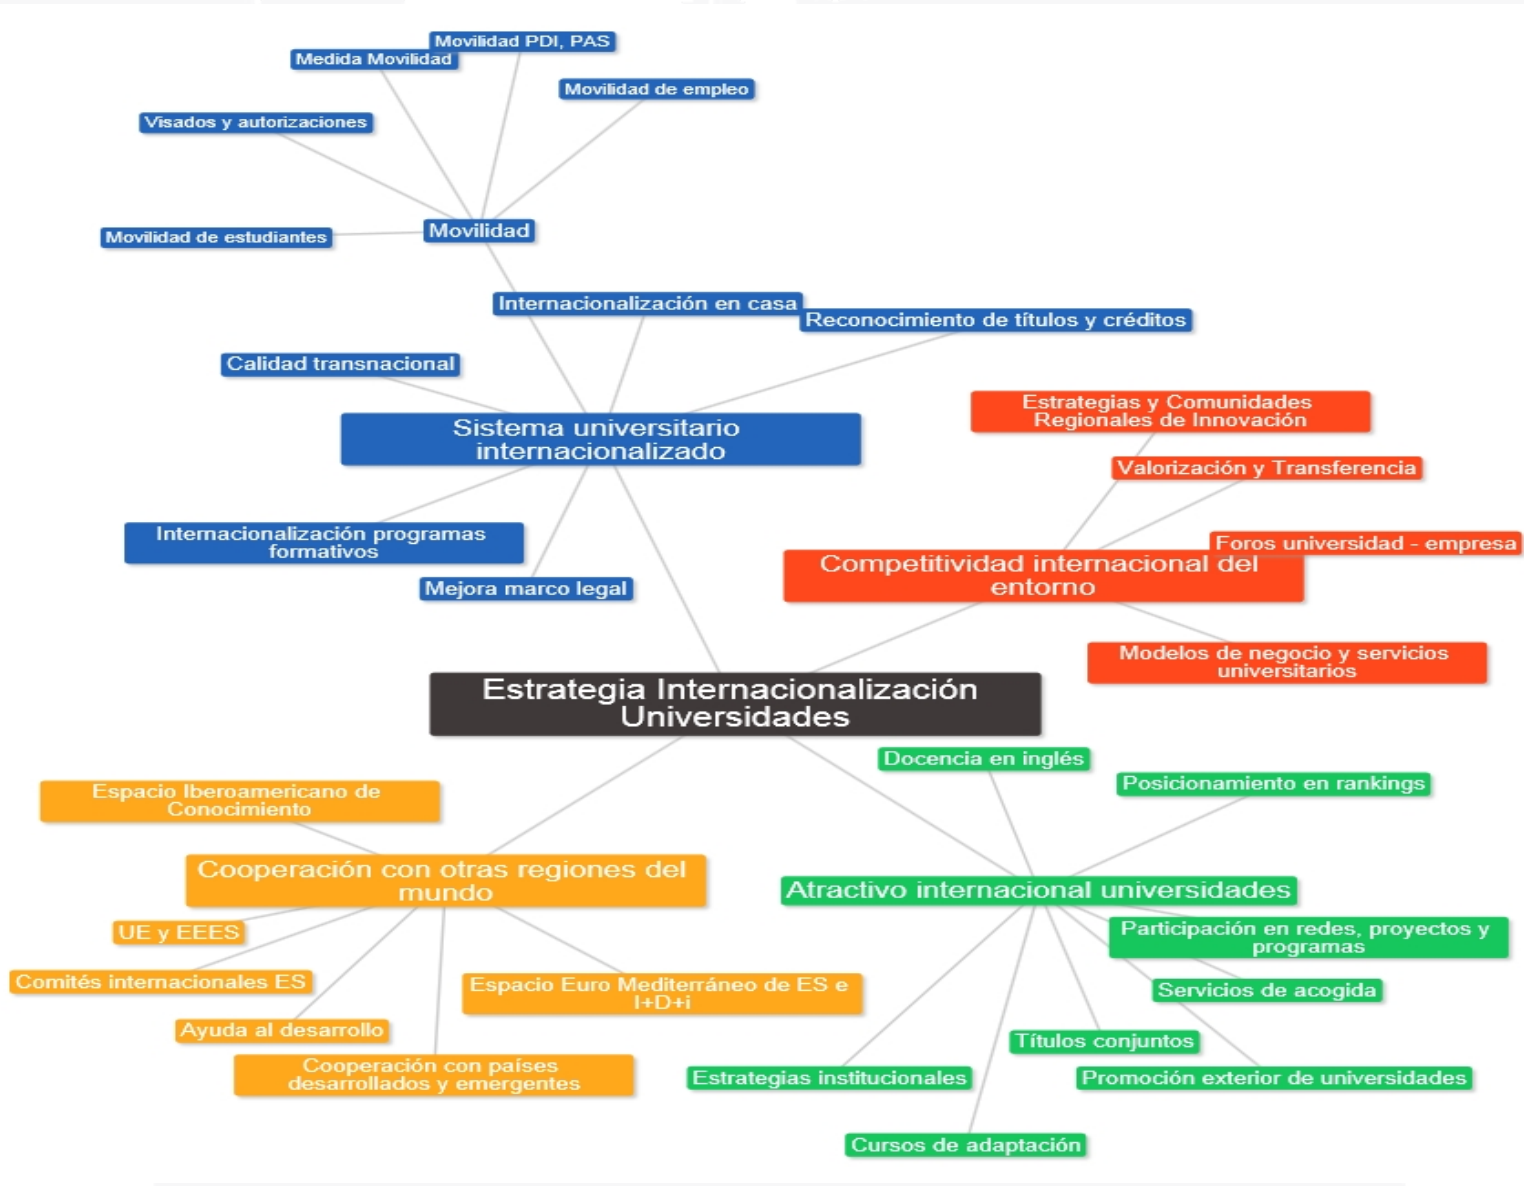 Movilidad PDI, PAS
Medida Movilidad
Movilidad de empleo
Visados y autorizaciones
Movilidad
Movilidad de estudiantes
Internacionalización en casa
Reconocimiento de títulos y créditos
Calidad transnacional
Sistema universitario
internacionalizado
Internacionalización programas
formativos
Mejora marco legal
Estrategias y Comunidades
Regionales de Innovación
Valorización y Transferencia
Foros universidad - empresa
Competitividad internacional del
entorno
Modelos de negocio y servicios
universitarios
Estrategia Internacionalización
Universidades
Espacio Iberoamericano de
Conocimiento
Cooperación con otras regiones del
mundo
UE y EEES
Comités internacionales ES
Ayuda al desarrollo
Espacio Euro Mediterráneo de ES e
I+D+i
Cooperación con países
desarrollados y emergentes
Docencia en inglés
Posicionamiento en rankings
Atractivo internacional universidades
Participación en redes, proyectos y
programas
Servicios de acogida
Títulos conjuntos
Estrategias institucionales
Promoción exterior de universidades
Cursos de adaptación